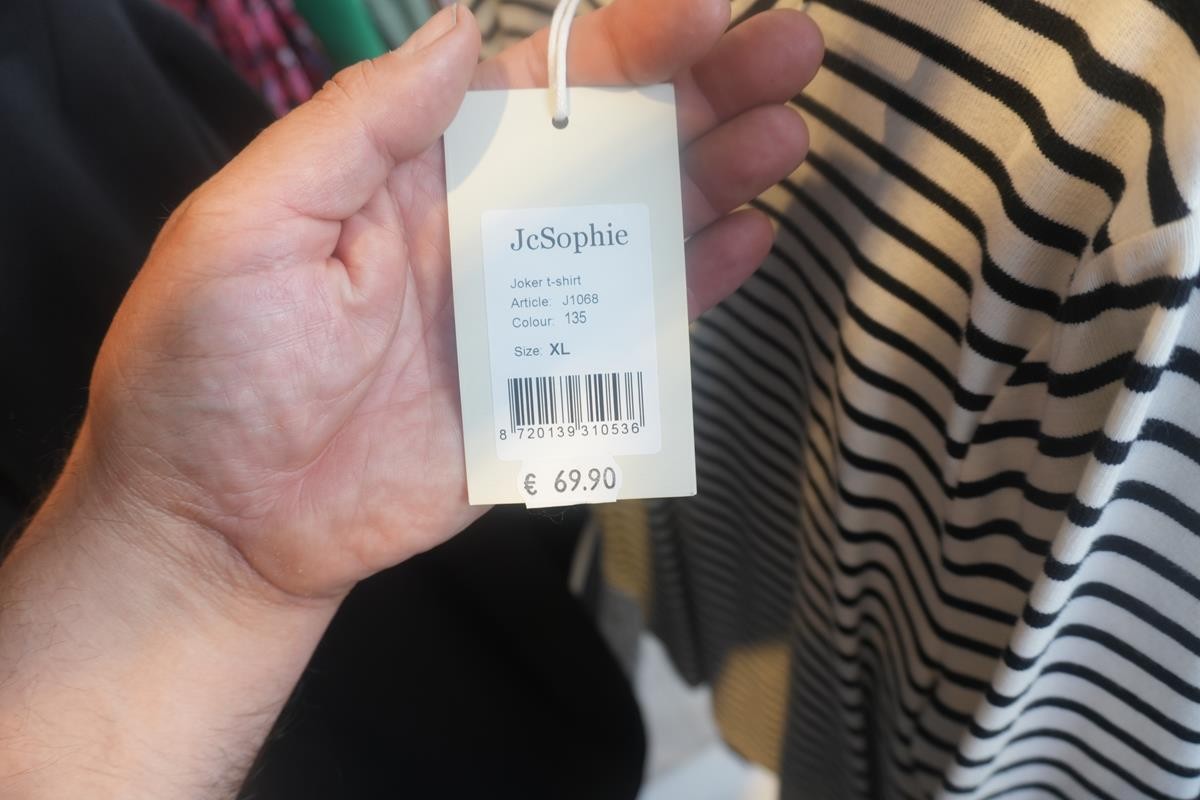 JcSophie
Joker t-shirt
Article: J1068
Colour: 135
Size: XL
8 720139 310536
€ 69.90